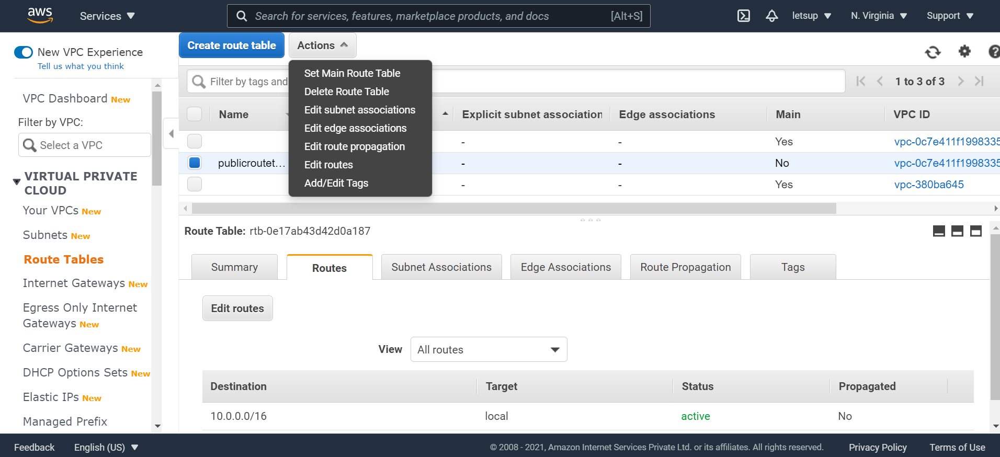 aws
Services
Search for services, features, marketplace products, and docs [Alt+S]
letsup
N. Virginia
Support
New VPC Experience
Tell us what you think
VPC Dashboard New
Filter by VPC:
Select a VPC
VIRTUAL PRIVATE
CLOUD
Your VPCs New
Subnets New
Route Tables
Internet Gateways New
Egress Only Internet
Gateways New
Carrier Gateways New
DHCP Options Sets New
Elastic IPs New
Managed Prefix
Create route table
Actions
Set Main Route Table
Delete Route Table
Edit subnet associations
Edit edge associations
Edit route propagation
Edit routes
Add/Edit Tags
Filter by tags and
1 to 3 of 3
Name Explicit subnet association Edge associations Main VPC ID
- - Yes vpc-0c7e411f1998335
publicroutet... - - No vpc-0c7e411f1998335
- - Yes vpc-380ba645
Route Table: rtb-0e17ab43d42d0a187
Summary Routes Subnet Associations Edge Associations Route Propagation Tags
Edit routes
View All routes
Destination Target Status Propagated
10.0.0.0/16 local active No
Feedback English (US) © 2008 - 2021, Amazon Internet Services Private Ltd. or its affiliates. All rights reserved. Privacy Policy Terms of Use